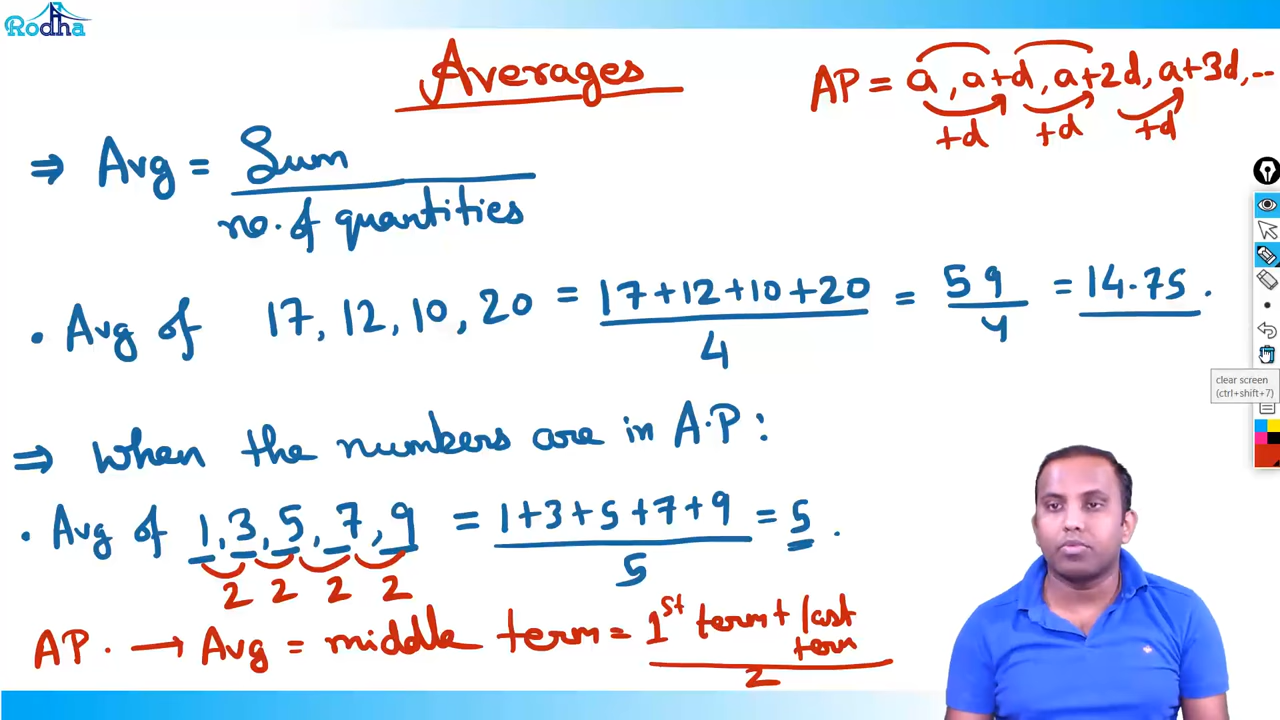 Rodha
Averages
AP = a, a+d, a+2d, a+3d, ...
+d +d +d
⇒ Avg = Sum / no. of quantities
• Avg of 17, 12, 10, 20 = 17+12+10+20 / 4 = 59 / 4 = 14.75.
clear screen
(ctrl+shift+7)
⇒ When the numbers are in A.P:
• Avg of 1, 3, 5, 7, 9 = 1+3+5+7+9 / 5 = 5.
2 2 2 2
AP. → Avg = middle term = 1st term + last term / 2